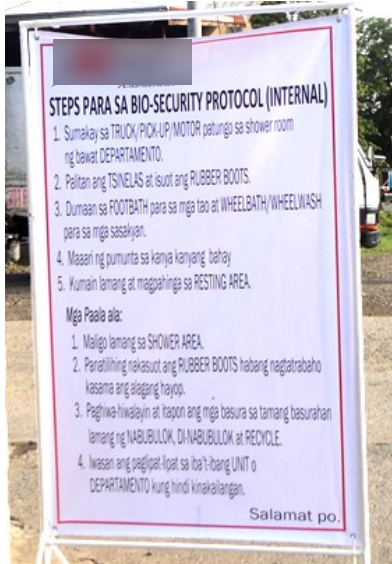 STEPS PARA SA BIO-SECURITY PROTOCOL (INTERNAL)
1. Sumakay sa TRUCK/PICK-UP/MOTOR patungo sa shower room
ng bawat DEPARTAMENTO.
2. Palitan ang TSINELAS at isuot ang RUBBER BOOTS.
3. Dumaan sa FOOTBATH para sa mga tao at WHEELBATH/WHEELWASH
para sa mga sasakyan.
4. Maaari ng pumunta sa kanya kanyang bahay
5. Kumain lamang at magpahinga sa RESTING AREA.
Mga Paala ala:
1. Maligo lamang sa SHOWER AREA.
2. Panatilihing nakasuot ang RUBBER BOOTS habang nagtatrabaho
kasama ang alagang hayop.
3. Paghiwa-hiwalayin at itapon ang mga basura sa tamang basurahan
lamang ng NABUBULOK, DI-NABUBULOK at RECYCLE.
4. Iwasan ang paglipat-lipat sa iba't-ibang UNIT o
DEPARTAMENTO kung hindi kinakailangan.
Salamat po.